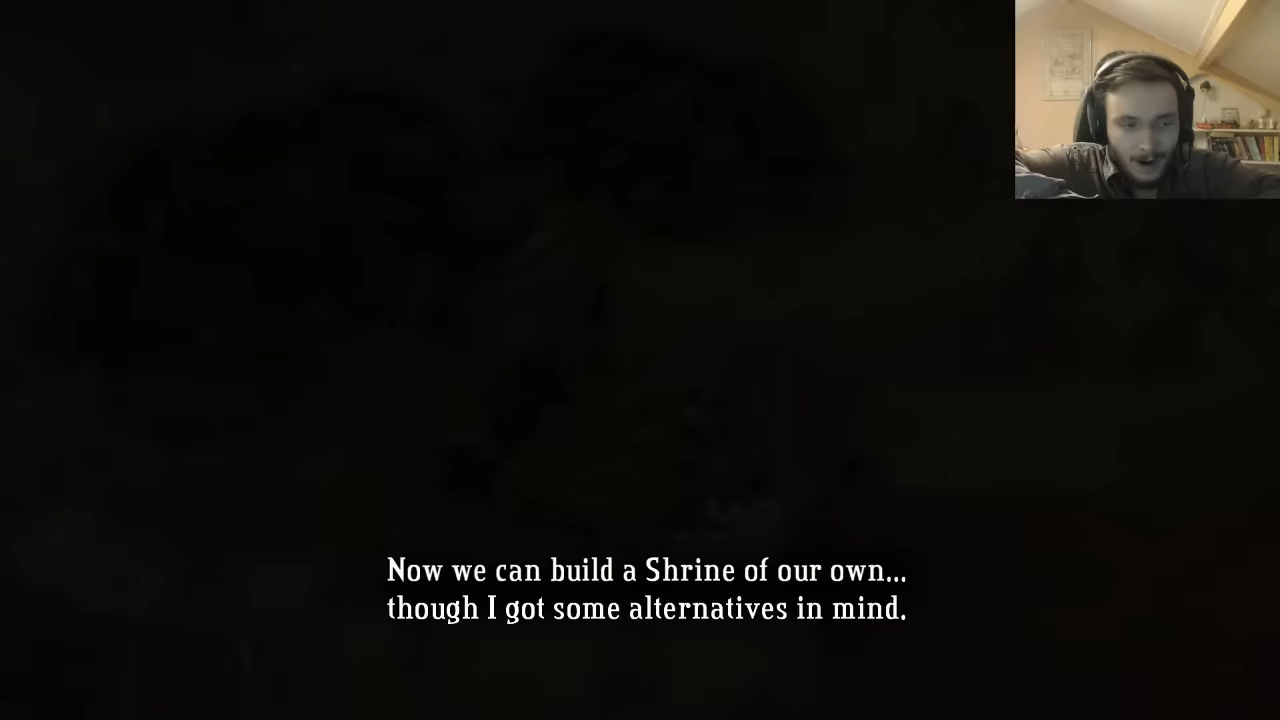 Now we can build a Shrine of our own...
though I got some alternatives in mind.